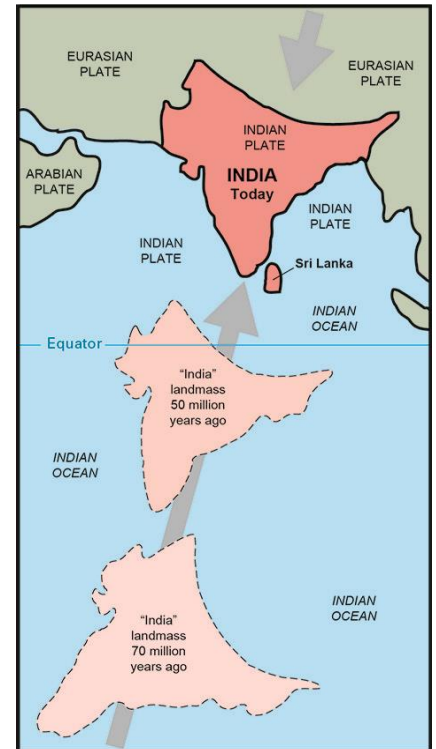 EURASIAN
PLATE
EURASIAN
PLATE
INDIAN
PLATE
ARABIAN
PLATE
INDIA
Today
INDIAN
PLATE
INDIAN
PLATE
Sri Lanka
INDIAN
OCEAN
Equator
"India"
landmass
50 million
years ago
INDIAN
OCEAN
INDIAN
OCEAN
"India"
landmass
70 million
years ago